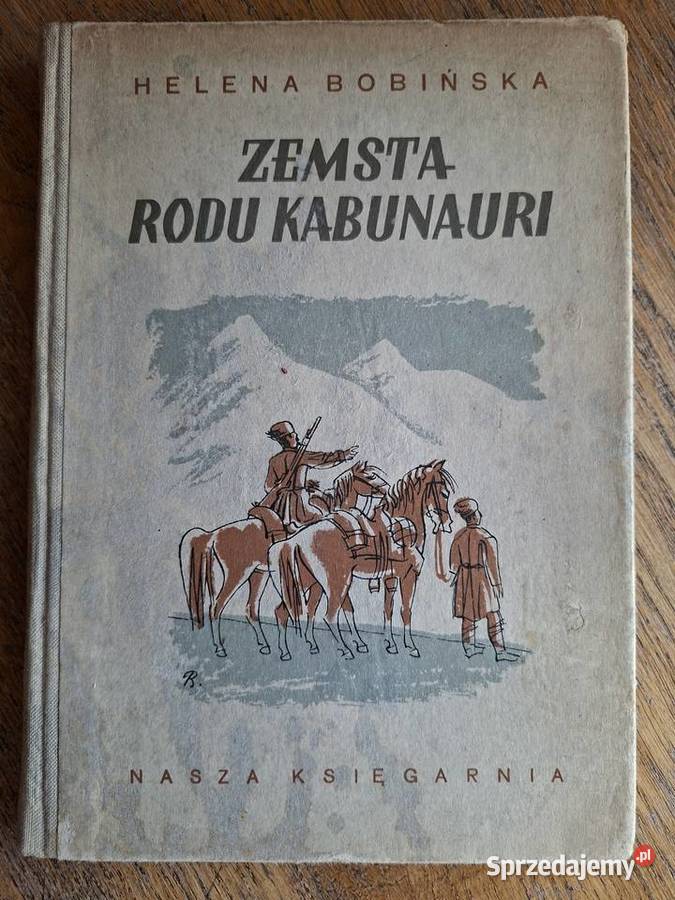 HELENA BOBIŃSKA
ZEMSTA
RODU KABUNAURI
R.
NASZA KSIĘGARNIA
Sprzedajemy.pl